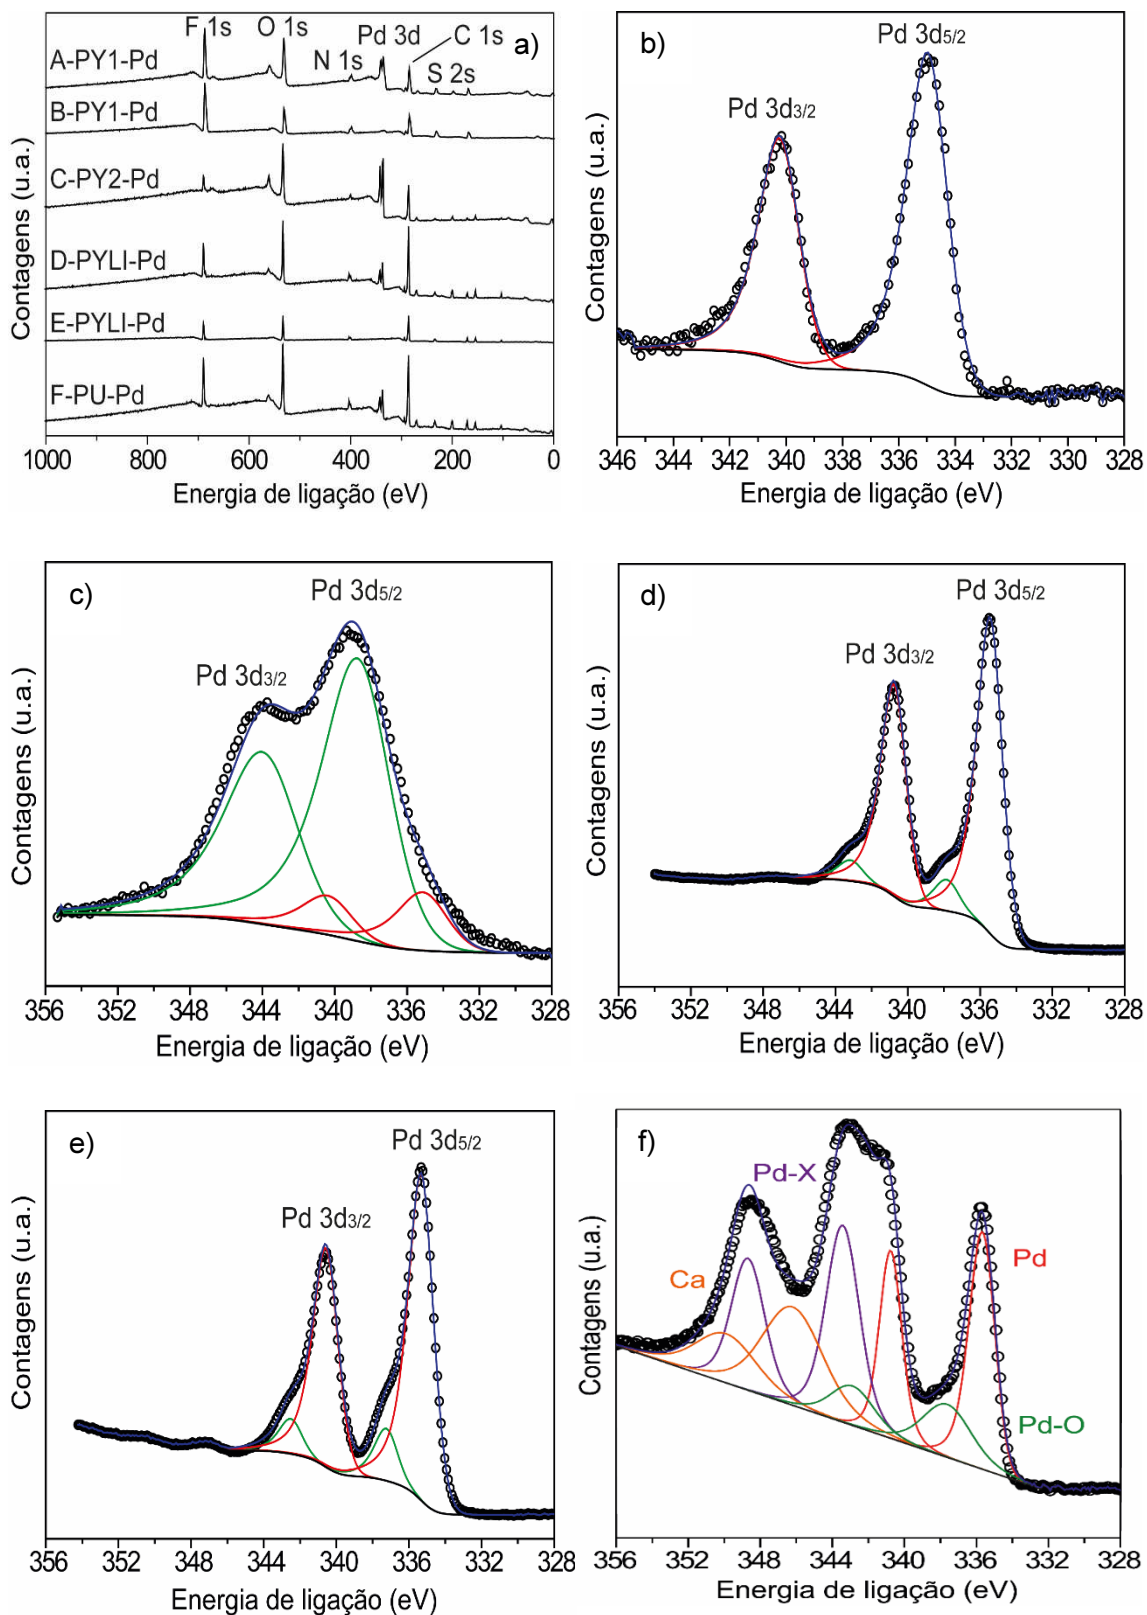 a)
F 1s
O 1s
N 1s
Pd 3d
C 1s
S 2s
A-PY1-Pd
B-PY1-Pd
C-PY2-Pd
D-PYLI-Pd
E-PYLI-Pd
F-PU-Pd
Contagens (u.a.)
1000 800 600 400 200 0
Energia de ligação (eV)
b)
Pd 3d5/2
Pd 3d3/2
Contagens (u.a.)
346 344 342 340 338 336 334 332 330 328
Energia de ligação (eV)
c)
Pd 3d5/2
Pd 3d3/2
Contagens (u.a.)
356 352 348 344 340 336 332 328
Energia de ligação (eV)
d)
Pd 3d5/2
Pd 3d3/2
Contagens (u.a.)
356 352 348 344 340 336 332 328
Energia de ligação (eV)
e)
Pd 3d5/2
Pd 3d3/2
Contagens (u.a.)
356 352 348 344 340 336 332 328
Energia de ligação (eV)
f)
Pd-X
Ca
Pd
Pd-O
Contagens (u.a.)
356 352 348 344 340 336 332 328
Energia de ligação (eV)